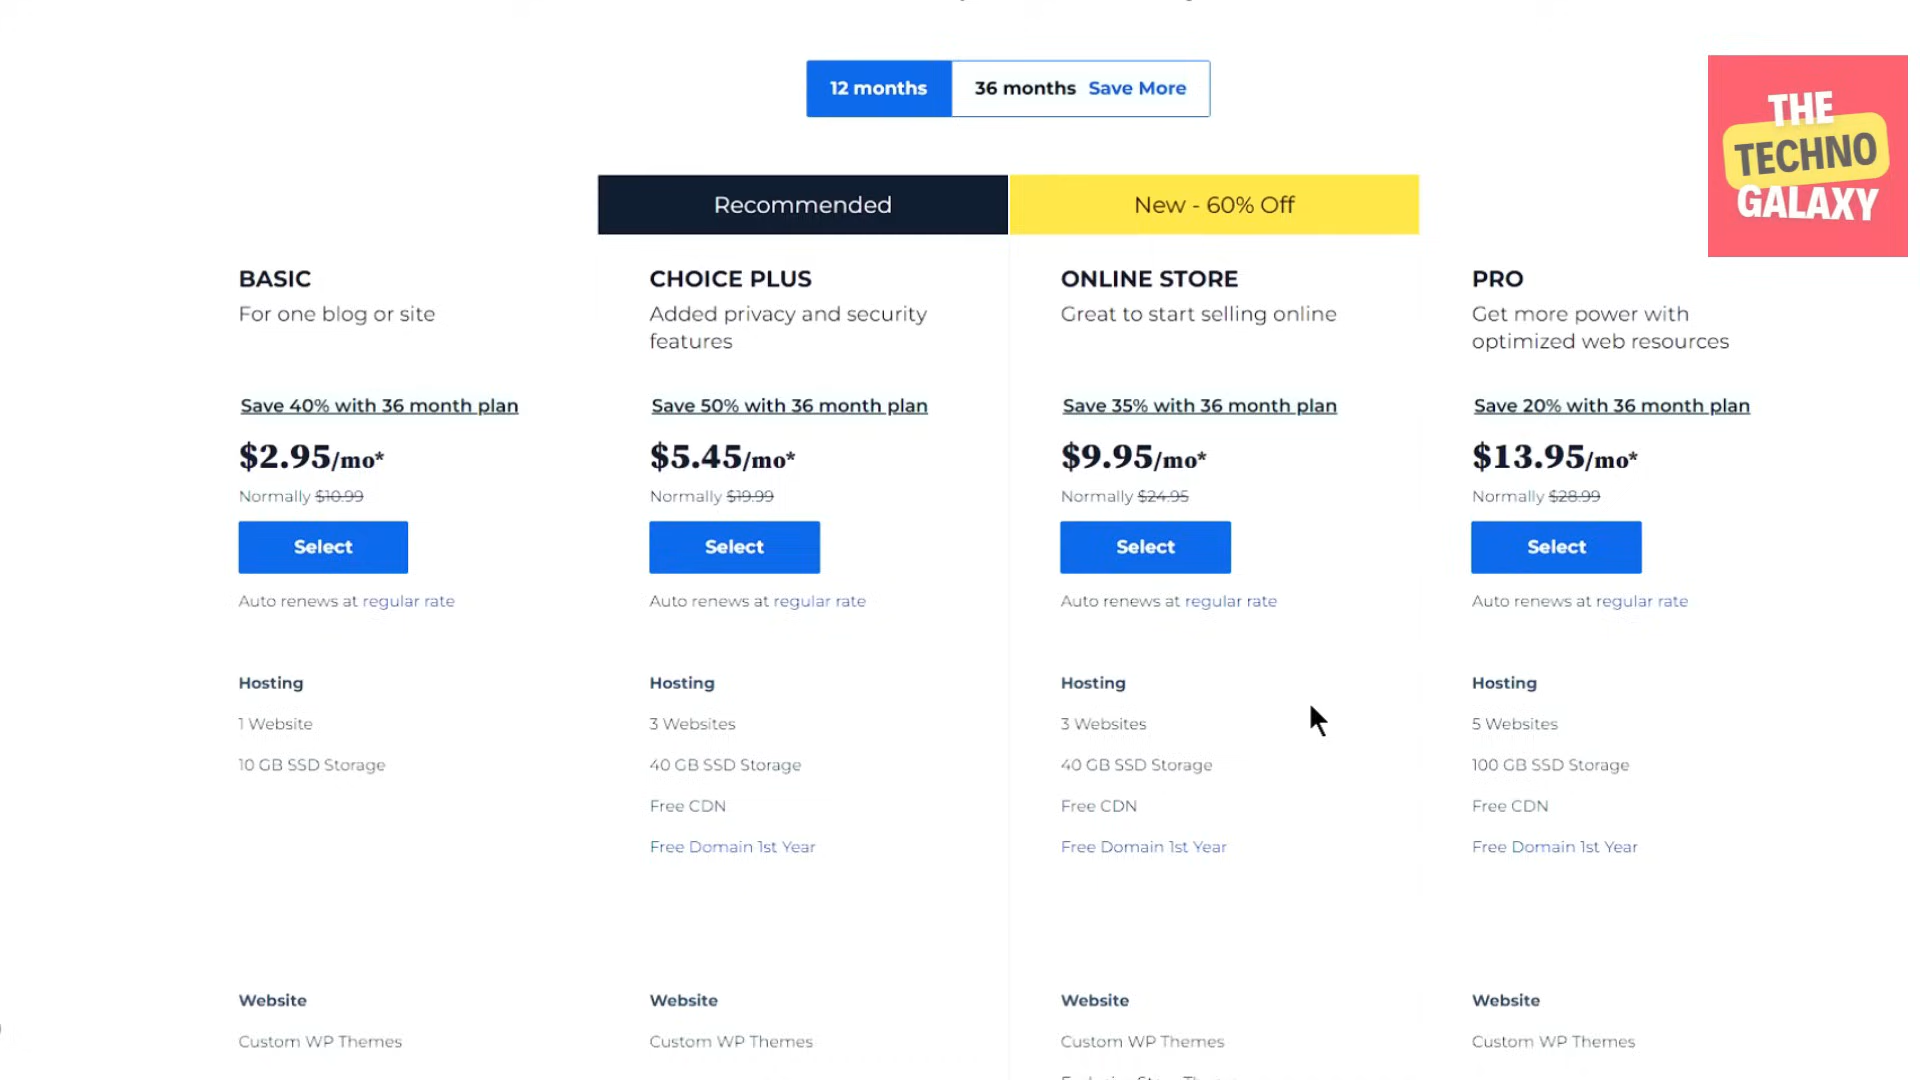 12 months
36 months Save More
THE
TECHNO
GALAXY
Recommended
New - 60% Off
BASIC
For one blog or site
Save 40% with 36 month plan
$2.95/mo*
Normally $10.99
Select
Auto renews at regular rate
Hosting
1 Website
10 GB SSD Storage
Website
Custom WP Themes
CHOICE PLUS
Added privacy and security
features
Save 50% with 36 month plan
$5.45/mo*
Normally $19.99
Select
Auto renews at regular rate
Hosting
3 Websites
40 GB SSD Storage
Free CDN
Free Domain 1st Year
Website
Custom WP Themes
ONLINE STORE
Great to start selling online
Save 35% with 36 month plan
$9.95/mo*
Normally $24.95
Select
Auto renews at regular rate
Hosting
3 Websites
40 GB SSD Storage
Free CDN
Free Domain 1st Year
Website
Custom WP Themes
PRO
Get more power with
optimized web resources
Save 20% with 36 month plan
$13.95/mo*
Normally $28.99
Select
Auto renews at regular rate
Hosting
5 Websites
100 GB SSD Storage
Free CDN
Free Domain 1st Year
Website
Custom WP Themes